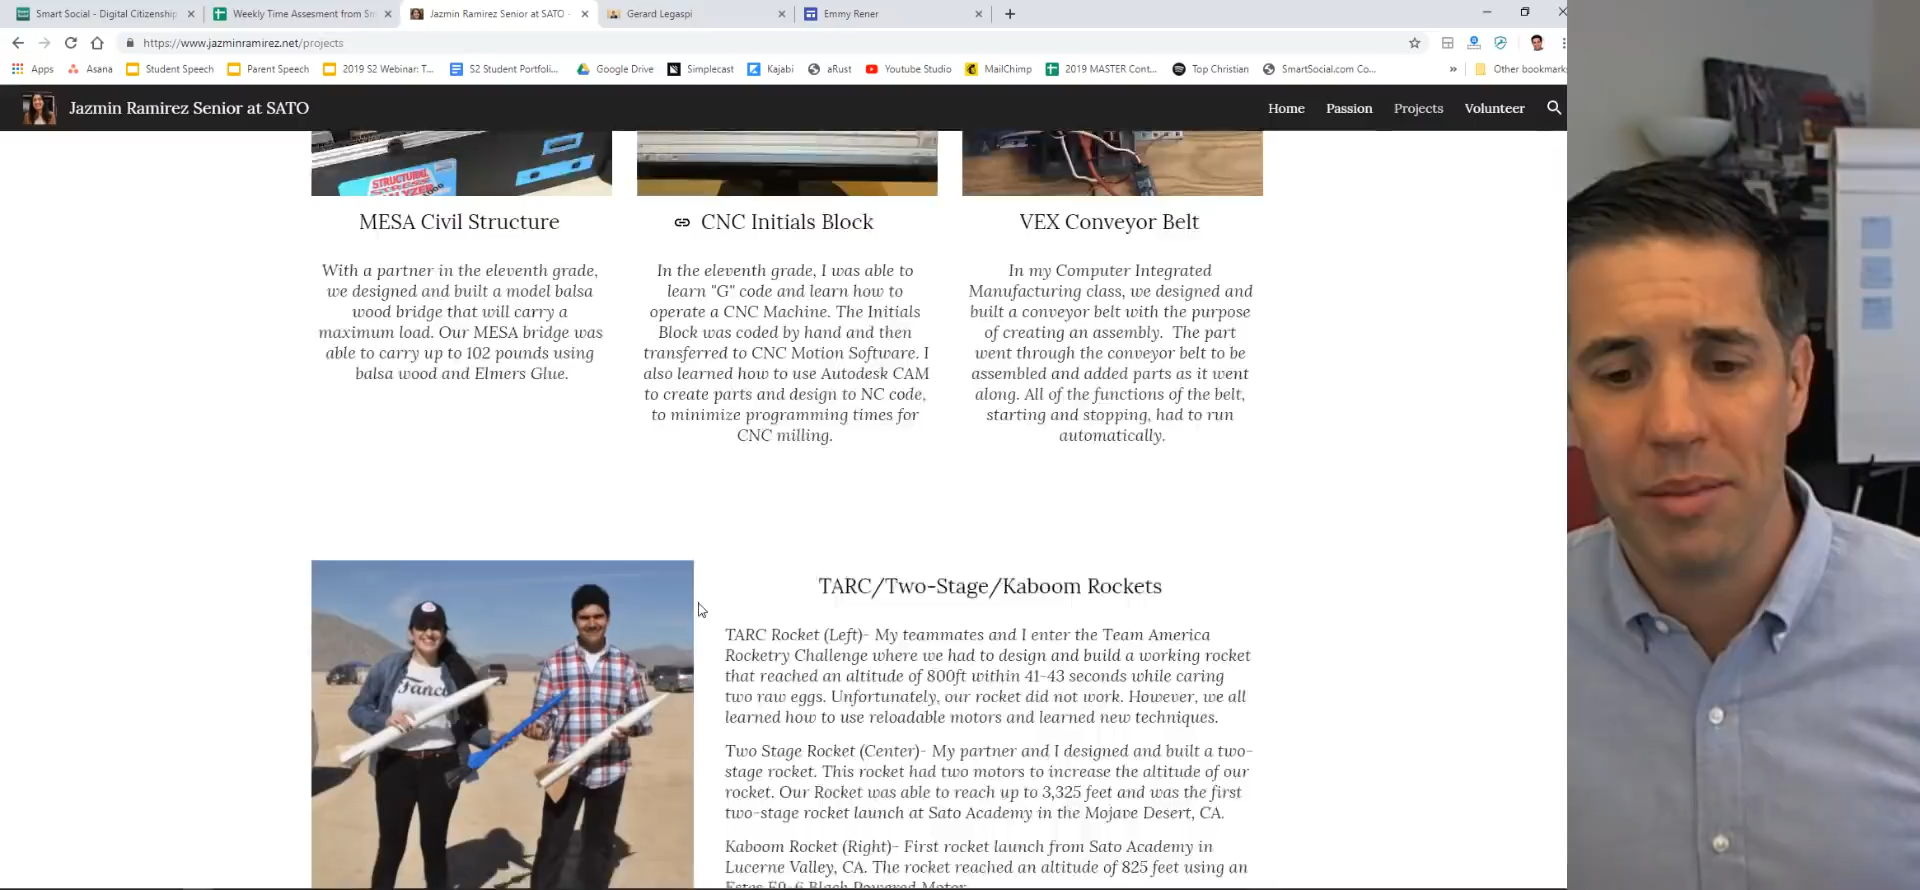 Smart Social - Digital Citizenship
Weekly Time Assesment from Sm
Jazmin Ramirez Senior at SATO -
Gerard Legaspi
Emmy Rener
https://www.jazminramirez.net/projects
Apps
Asana
Student Speech
Parent Speech
2019 S2 Webinar: T...
S2 Student Portfoli...
Google Drive
Simplecast
Kajabi
aRust
Youtube Studio
MailChimp
2019 MASTER Cont...
Top Christian
SmartSocial.com Co...
»
Other bookmark
Jazmin Ramirez Senior at SATO
Home
Passion
Projects
Volunteer
STRUCTURAL
STRESS
ANALYZER
MESA Civil Structure
With a partner in the eleventh grade,
we designed and built a model balsa
wood bridge that will carry a
maximum load. Our MESA bridge was
able to carry up to 102 pounds using
balsa wood and Elmers Glue.
CNC Initials Block
In the eleventh grade, I was able to
learn "G" code and learn how to
operate a CNC Machine. The Initials
Block was coded by hand and then
transferred to CNC Motion Software. I
also learned how to use Autodesk CAM
to create parts and design to NC code,
to minimize programming times for
CNC milling.
VEX Conveyor Belt
In my Computer Integrated
Manufacturing class, we designed and
built a conveyor belt with the purpose
of creating an assembly. The part
went through the conveyor belt to be
assembled and added parts as it went
along. All of the functions of the belt,
starting and stopping, had to run
automatically.
Fancy
TARC/Two-Stage/Kaboom Rockets
TARC Rocket (Left)- My teammates and I enter the Team America
Rocketry Challenge where we had to design and build a working rocket
that reached an altitude of 800ft within 41-43 seconds while caring
two raw eggs. Unfortunately, our rocket did not work. However, we all
learned how to use reloadable motors and learned new techniques.
Two Stage Rocket (Center)- My partner and I designed and built a two-
stage rocket. This rocket had two motors to increase the altitude of our
rocket. Our Rocket was able to reach up to 3,325 feet and was the first
two-stage rocket launch at Sato Academy in the Mojave Desert, CA.
Kaboom Rocket (Right)- First rocket launch from Sato Academy in
Lucerne Valley, CA. The rocket reached an altitude of 825 feet using an
Estes E9-6 Black Powered Motor